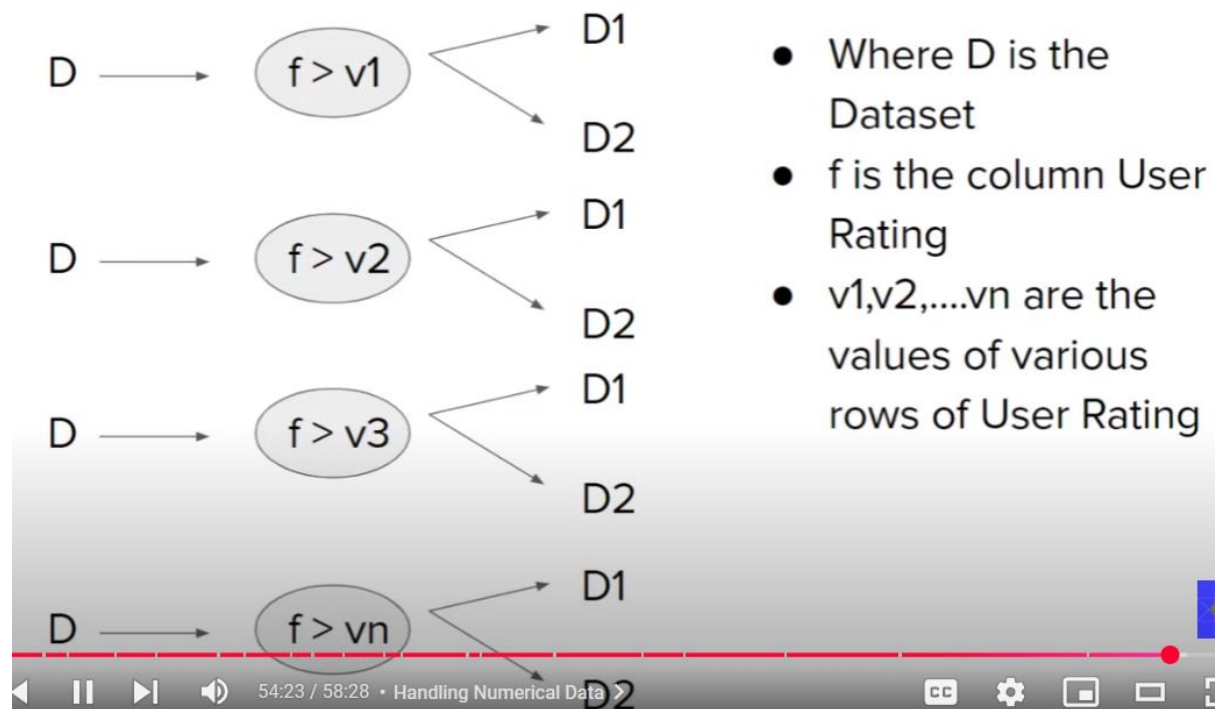 D1
D f > v1
D2
D1
D f > v2
D2
D1
D f > v3
D2
D1
D f > vn
D2
● Where D is the
Dataset
● f is the column User
Rating
● v1,v2,....vn are the
values of various
rows of User Rating
54:23 / 58:28 • Handling Numerical Data
CC